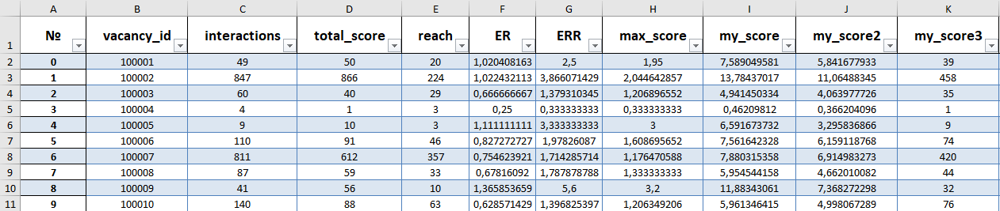 A B C D E F G H I J K
1 № vacancy_id interactions total_score reach ER ERR max_score my_score my_score2 my_score3
2 0 100001 49 50 20 1,020408163 2,5 1,95 7,589049581 5,841677933 39
3 1 100002 847 866 224 1,022432113 3,866071429 2,044642857 13,78437017 11,06488345 458
4 2 100003 60 40 29 0,666666667 1,379310345 1,206896552 4,941450334 4,063977726 35
5 3 100004 4 1 3 0,25 0,333333333 0,333333333 0,46209812 0,366204096 1
6 4 100005 9 10 3 1,111111111 3,333333333 3 6,591673732 3,295836866 9
7 5 100006 110 91 46 0,827272727 1,97826087 1,608695652 7,561642328 6,159118768 74
8 6 100007 811 612 357 0,754623921 1,714285714 1,176470588 7,880315358 6,914983273 420
9 7 100008 87 59 33 0,67816092 1,787878788 1,333333333 5,954544158 4,662010082 44
10 8 100009 41 56 10 1,365853659 5,6 3,2 11,88343061 7,368272298 32
11 9 100010 140 88 63 0,628571429 1,396825397 1,206349206 5,961346415 4,998067289 76